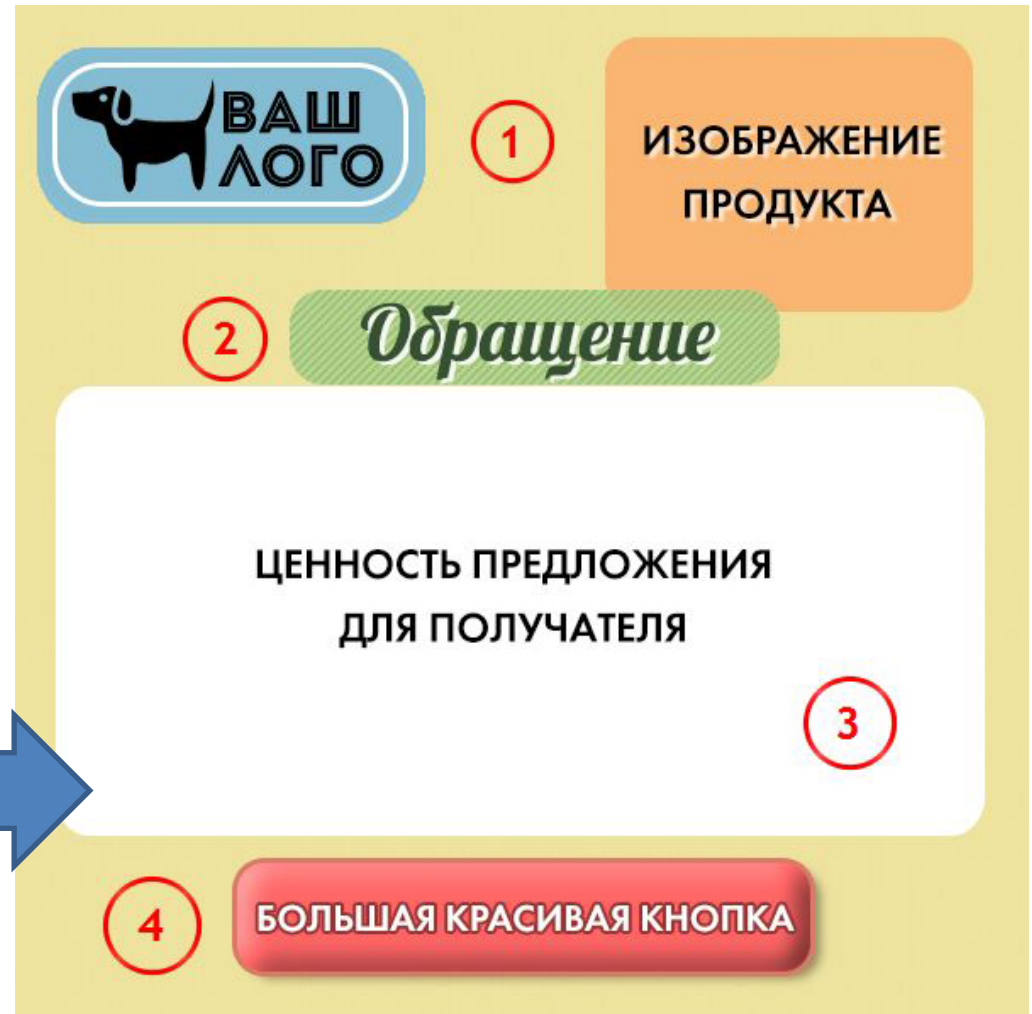 ВАШ
ЛОГО
1
ИЗОБРАЖЕНИЕ
ПРОДУКТА
2
Обращение
ЦЕННОСТЬ ПРЕДЛОЖЕНИЯ
ДЛЯ ПОЛУЧАТЕЛЯ
3
4
БОЛЬШАЯ КРАСИВАЯ КНОПКА